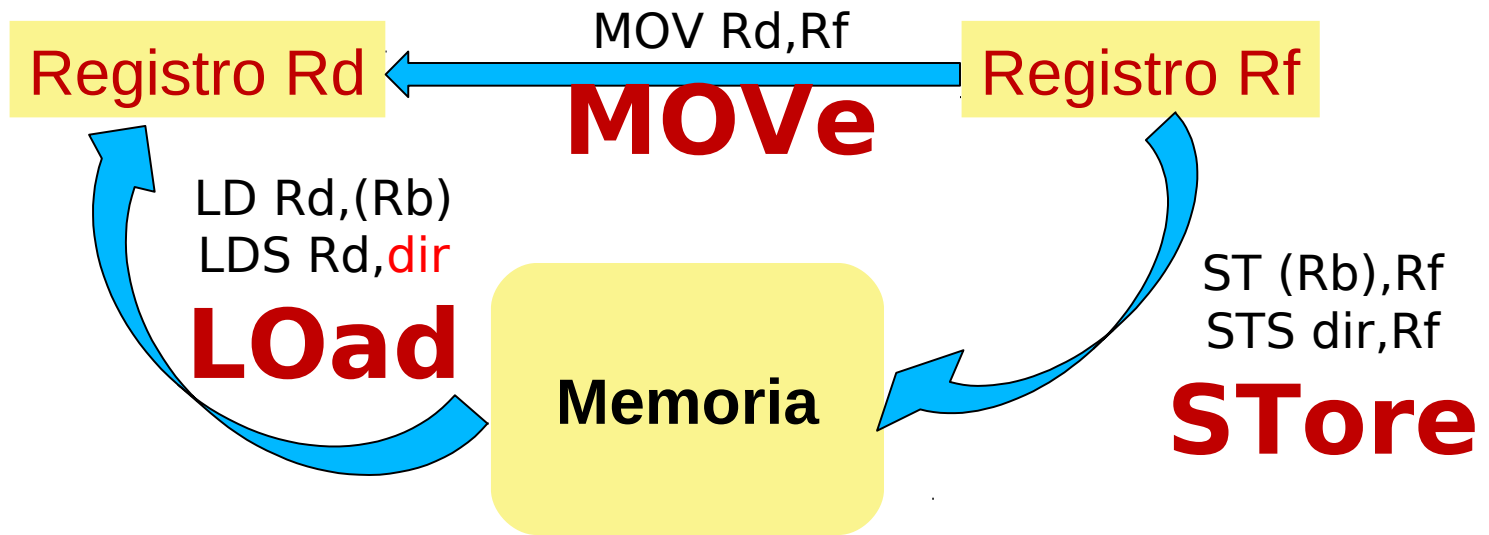 MOV Rd,Rf
Registro Rd
Registro Rf
MOVe
LD Rd,(Rb)
LDS Rd,dir
LOad
ST (Rb),Rf
STS dir,Rf
STore
Memoria